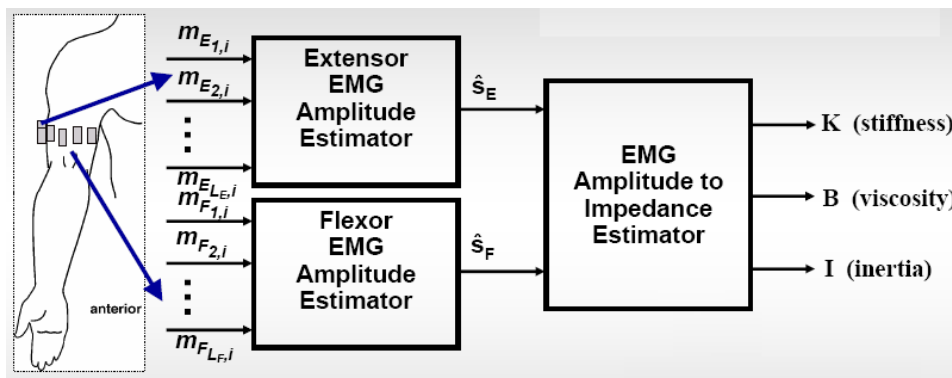 anterior
m_{E_{1,i}}
m_{E_{2,i}}
m_{E_{L_E,i}}
m_{F_{1,i}}
m_{F_{2,i}}
m_{F_{L_F,i}}
Extensor
EMG
Amplitude
Estimator
ŝ_E
Flexor
EMG
Amplitude
Estimator
ŝ_F
EMG
Amplitude to
Impedance
Estimator
K (stiffness)
B (viscosity)
I (inertia)